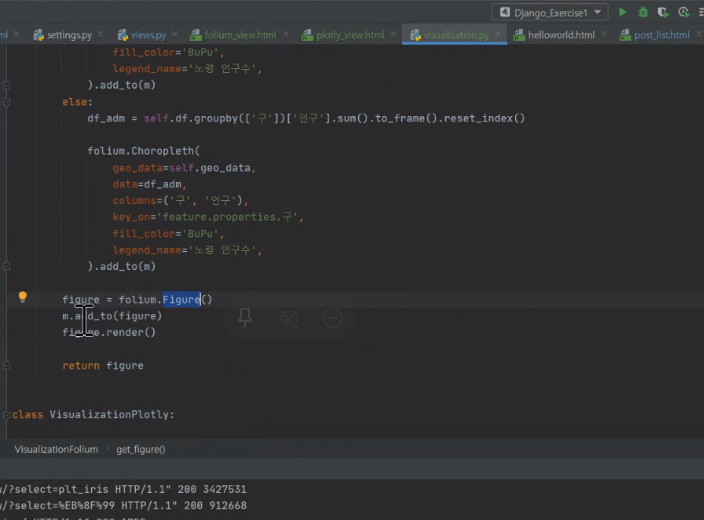 Django_Exercise1
ml settings.py views.py folium_view.html plotly_view.html visualization.py helloworld.html post_list.html
fill_color='BuPu',
legend_name='노령 인구수',
).add_to(m)
else:
df_adm = self.df.groupby(['구'])['인구'].sum().to_frame().reset_index()
folium.Choropleth(
geo_data=self.geo_data,
data=df_adm,
columns=('구', '인구'),
key_on='feature.properties.구',
fill_color='BuPu',
legend_name='노령 인구수',
).add_to(m)
figure = folium.Figure()
m.add_to(figure)
figure.render()
return figure
class VisualizationPlotly:
VisualizationFolium › get_figure()
w/?select=plt_iris HTTP/1.1" 200 3427531
w/?select=%EB%8F%99 HTTP/1.1" 200 912668